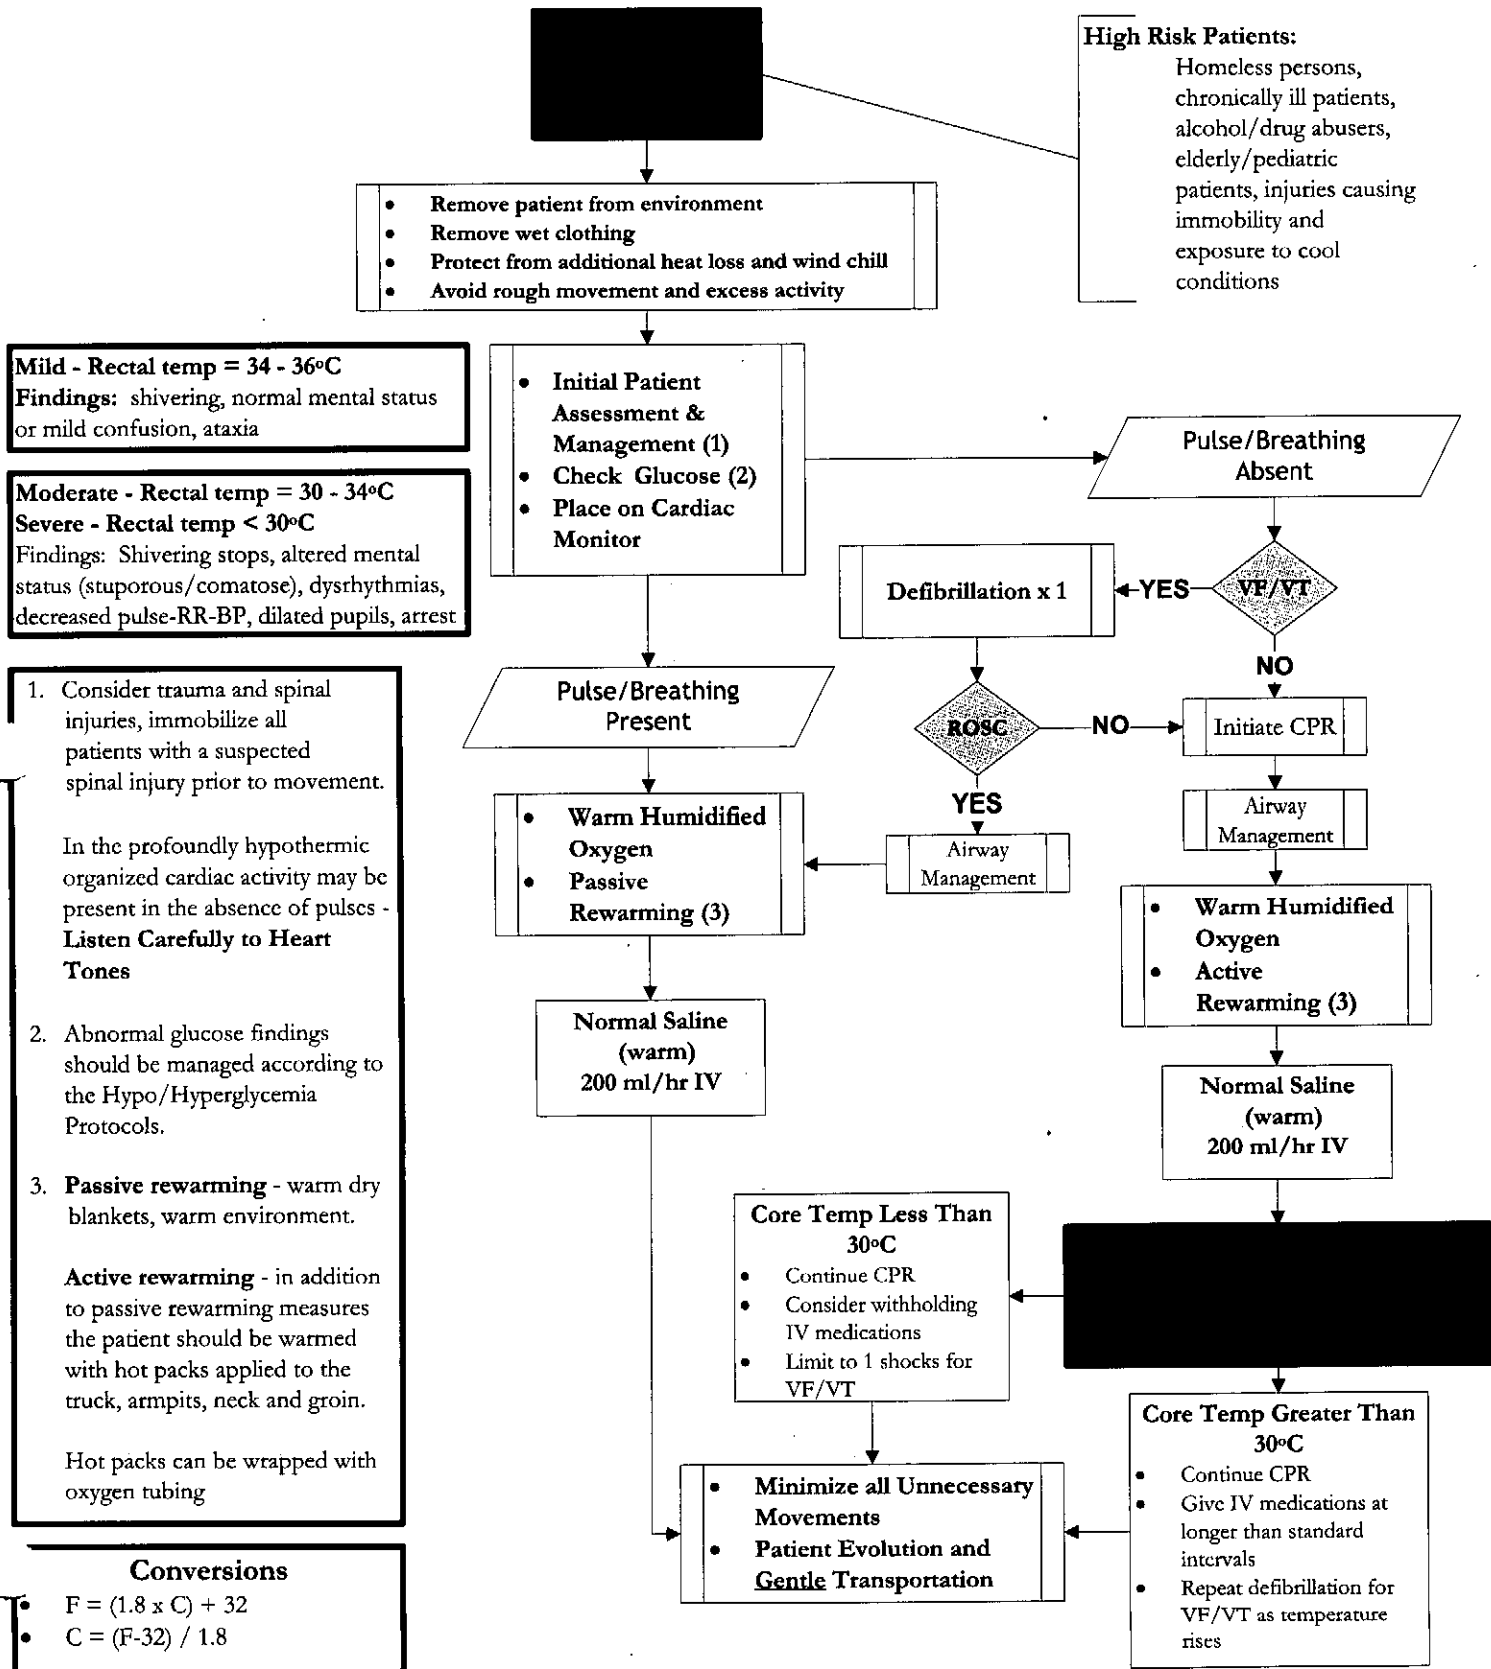 High Risk Patients:
Homeless persons,
chronically ill patients,
alcohol/drug abusers,
elderly/pediatric
patients, injuries causing
immobility and
exposure to cool
conditions
• Remove patient from environment
• Remove wet clothing
• Protect from additional heat loss and wind chill
• Avoid rough movement and excess activity
Mild - Rectal temp = 34 - 36ºC
Findings: shivering, normal mental status
or mild confusion, ataxia
Moderate - Rectal temp = 30 - 34ºC
Severe - Rectal temp < 30ºC
Findings: Shivering stops, altered mental
status (stuporous/comatose), dysrhythmias,
decreased pulse-RR-BP, dilated pupils, arrest
• Initial Patient
Assessment &
Management (1)
• Check Glucose (2)
• Place on Cardiac
Monitor
Pulse/Breathing
Absent
VF/VT
YES
Defibrillation x 1
NO
Pulse/Breathing
Present
ROSC
NO
Initiate CPR
YES
Airway
Management
Airway
Management
• Warm Humidified
Oxygen
• Passive
Rewarming (3)
• Warm Humidified
Oxygen
• Active
Rewarming (3)
Normal Saline
(warm)
200 ml/hr IV
Normal Saline
(warm)
200 ml/hr IV
1. Consider trauma and spinal
injuries, immobilize all
patients with a suspected
spinal injury prior to movement.
In the profoundly hypothermic
organized cardiac activity may be
present in the absence of pulses -
Listen Carefully to Heart
Tones
2. Abnormal glucose findings
should be managed according to
the Hypo/Hyperglycemia
Protocols.
3. Passive rewarming - warm dry
blankets, warm environment.
Active rewarming - in addition
to passive rewarming measures
the patient should be warmed
with hot packs applied to the
truck, armpits, neck and groin.
Hot packs can be wrapped with
oxygen tubing
Core Temp Less Than
30ºC
• Continue CPR
• Consider withholding
IV medications
• Limit to 1 shocks for
VF/VT
Core Temp Greater Than
30ºC
• Continue CPR
• Give IV medications at
longer than standard
intervals
• Repeat defibrillation for
VF/VT as temperature
rises
• Minimize all Unnecessary
Movements
• Patient Evolution and
Gentle Transportation
Conversions
• F = (1.8 x C) + 32
• C = (F-32) / 1.8